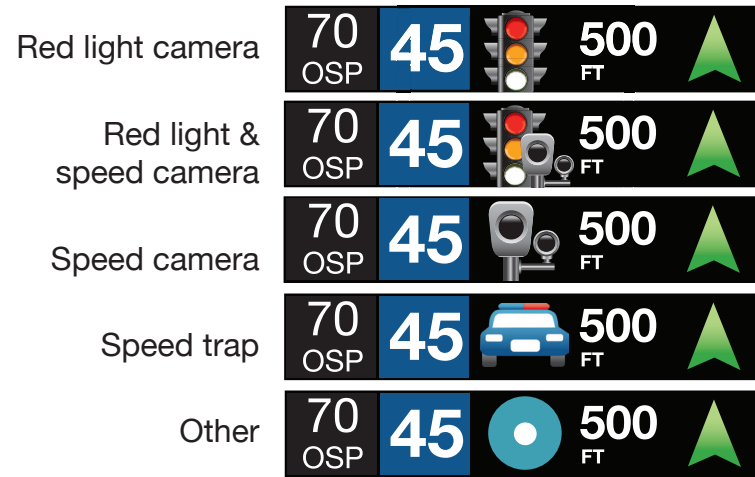 Red light camera
70 OSP 45 500 FT
Red light &
speed camera
70 OSP 45 500 FT
Speed camera
70 OSP 45 500 FT
Speed trap
70 OSP 45 500 FT
Other
70 OSP 45 500 FT